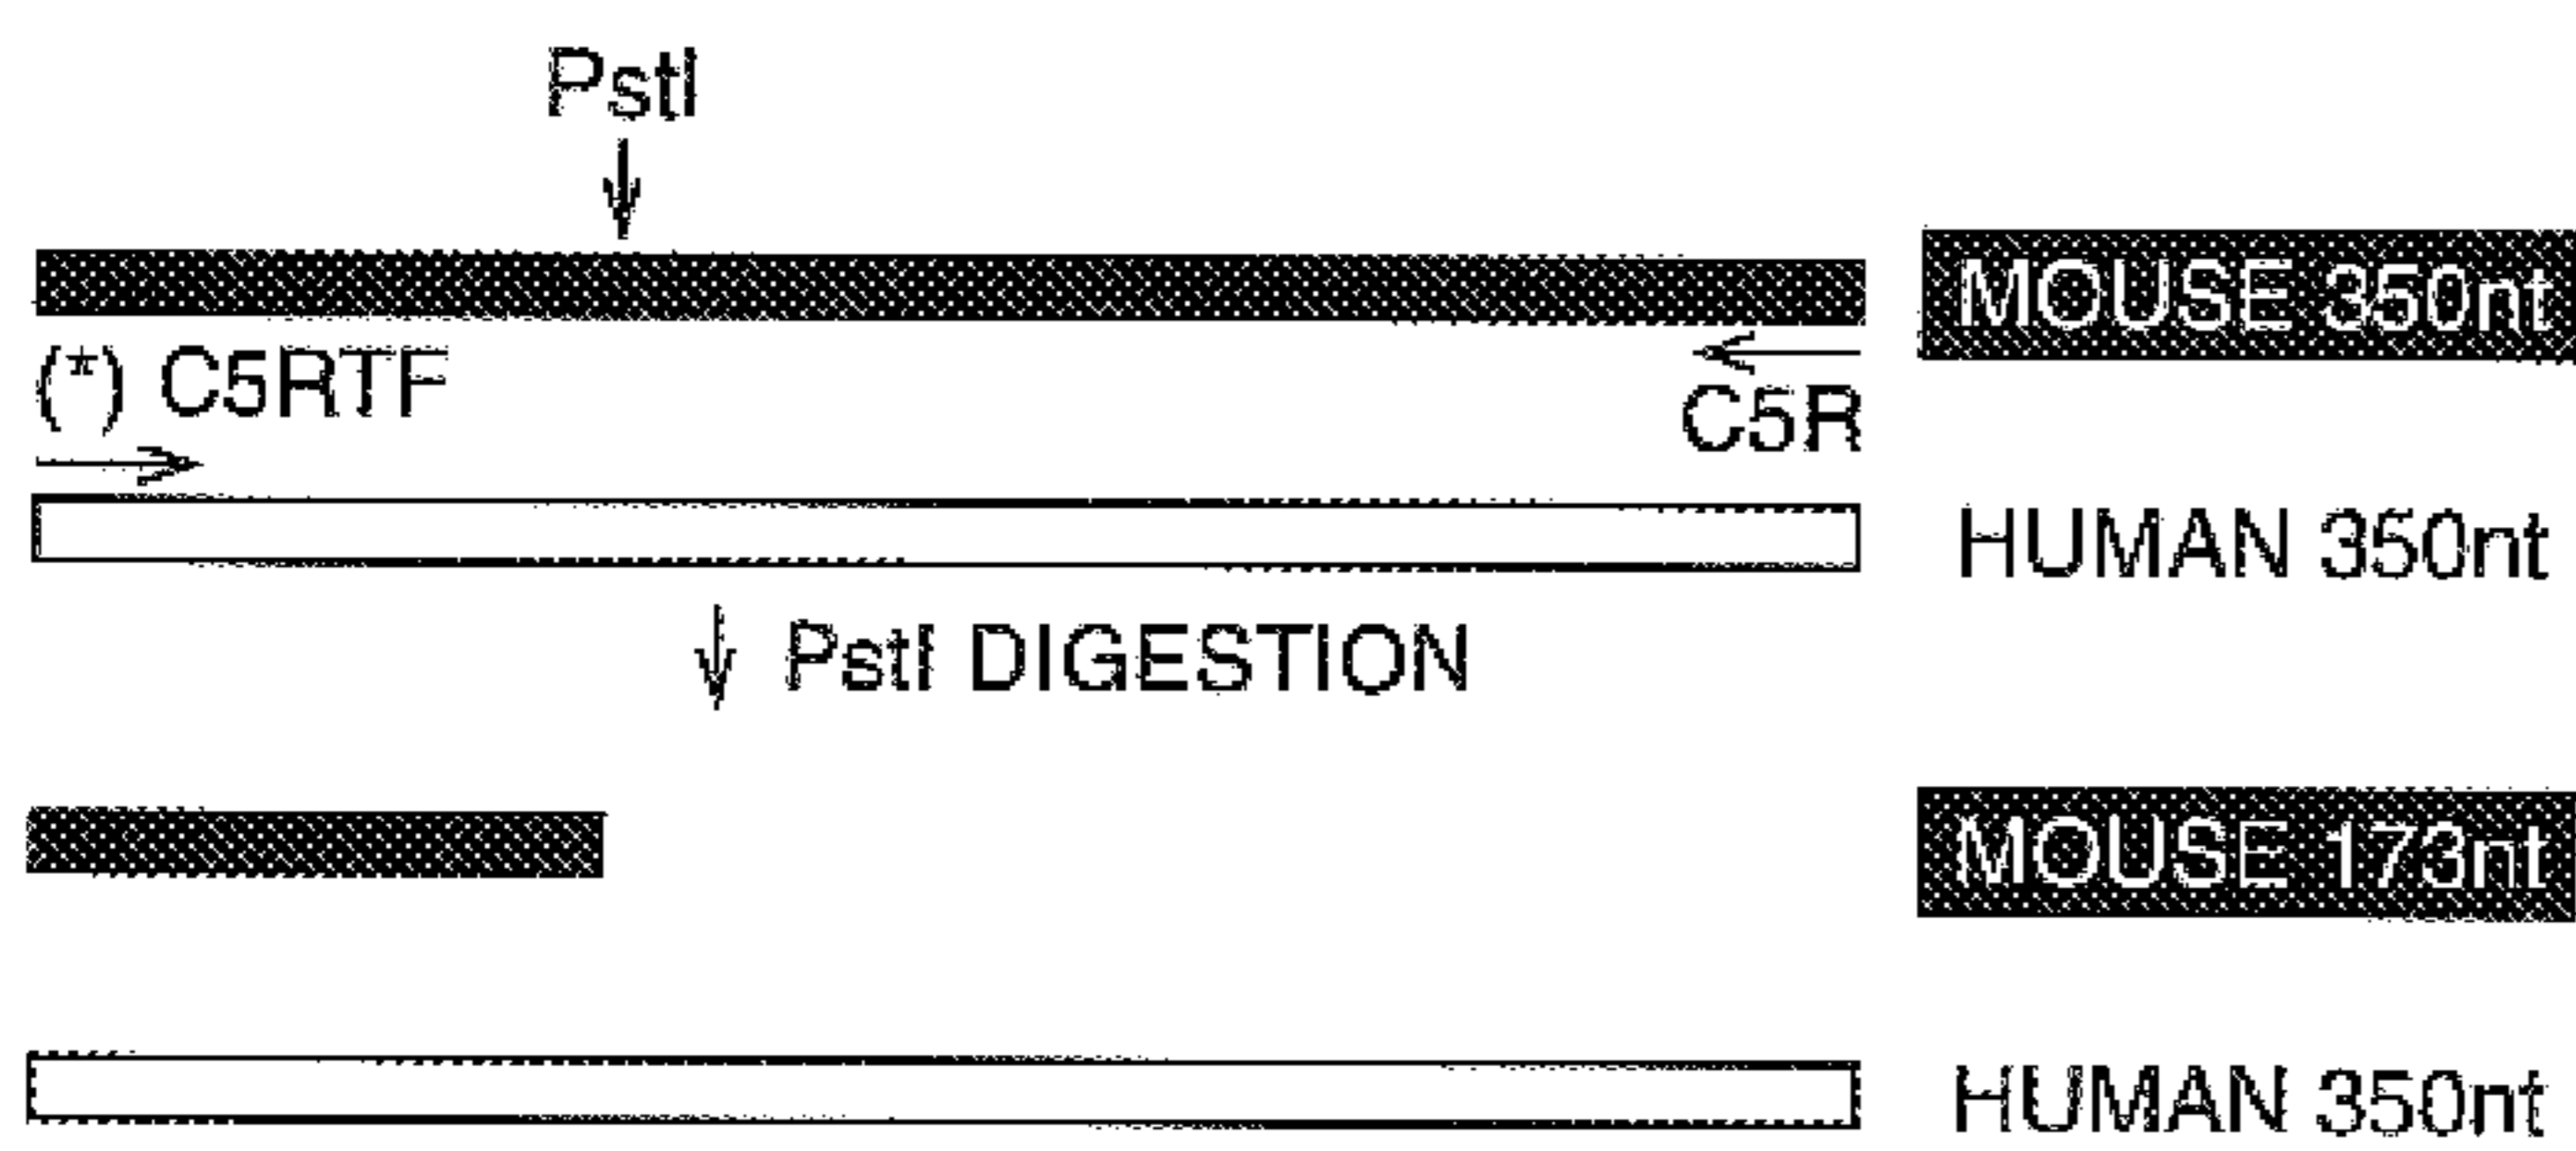 PstI
MOUSE 350nt
(*) C5RTF
C5R
HUMAN 350nt
PstI DIGESTION
MOUSE 173nt
HUMAN 350nt